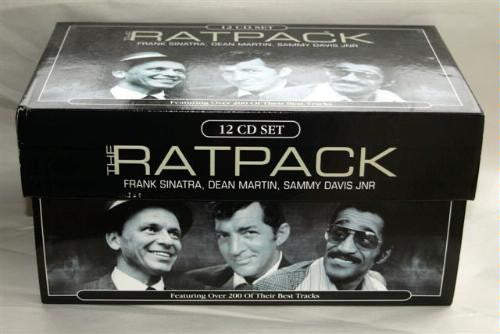 12 CD SET
THE RATPACK
FRANK SINATRA, DEAN MARTIN, SAMMY DAVIS JNR
Featuring Over 200 Of Their Best Tracks
12 CD SET
THE RATPACK
FRANK SINATRA, DEAN MARTIN, SAMMY DAVIS JNR
Featuring Over 200 Of Their Best Tracks